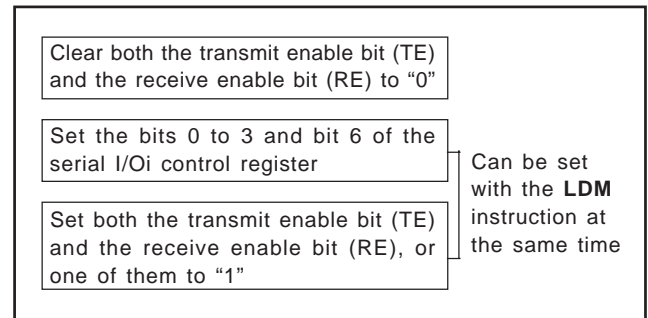 Clear both the transmit enable bit (TE)
and the receive enable bit (RE) to “0”
Set the bits 0 to 3 and bit 6 of the
serial I/Oi control register
Set both the transmit enable bit (TE)
and the receive enable bit (RE), or
one of them to “1”
Can be set
with the LDM
instruction at
the same time